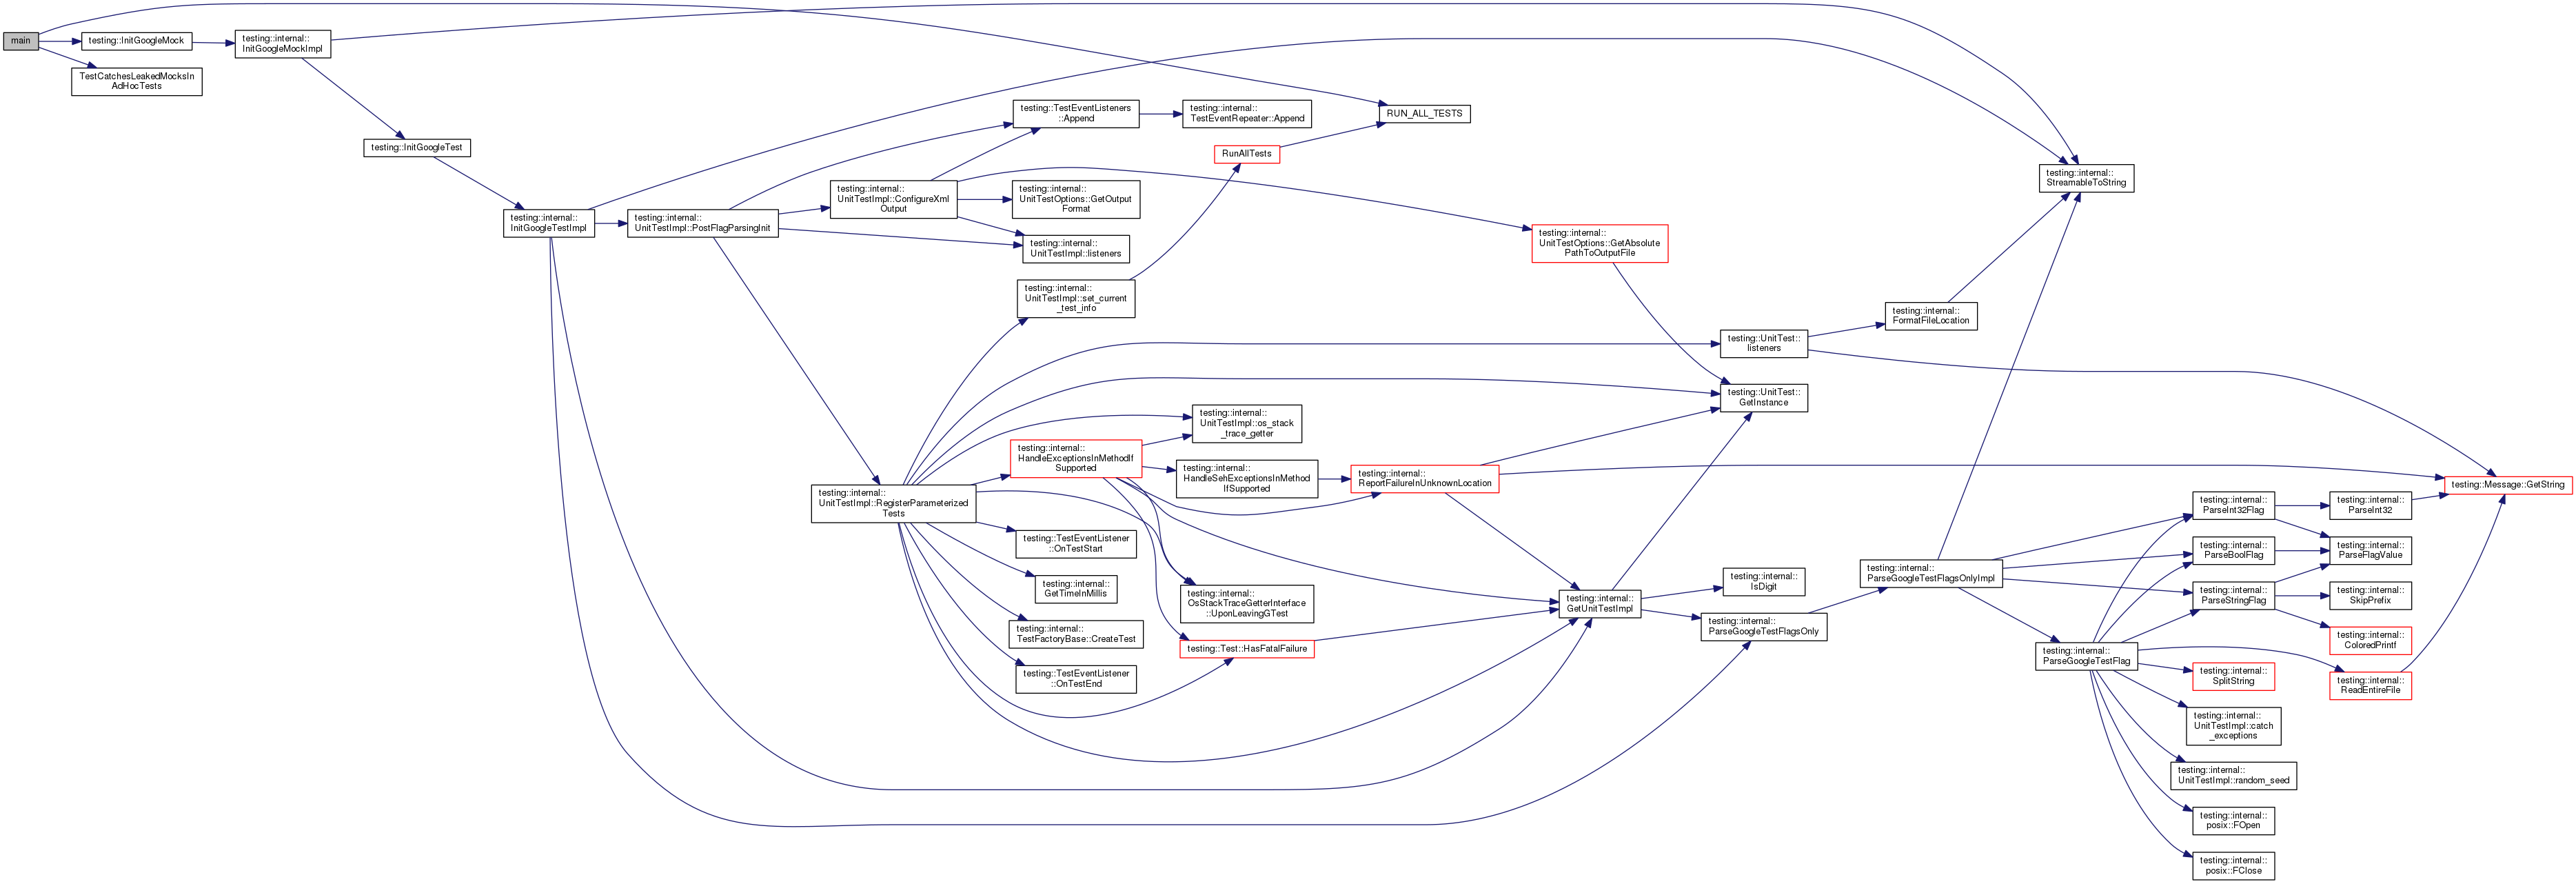 main
testing::InitGoogleMock
TestCatchesLeakedMocksIn
AdHocTests
testing::internal::
InitGoogleMockImpl
testing::InitGoogleTest
testing::internal::
InitGoogleTestImpl
testing::internal::
UnitTestImpl::PostFlagParsingInit
testing::internal::
UnitTestImpl::ConfigureXml
Output
testing::internal::
UnitTestImpl::RegisterParameterized
Tests
testing::TestEventListeners
::Append
testing::internal::
UnitTestOptions::GetOutput
Format
testing::internal::
UnitTestImpl::listeners
testing::internal::
UnitTestImpl::set_current
_test_info
testing::internal::
HandleExceptionsInMethodIf
Supported
testing::TestEventListener
::OnTestStart
testing::internal::
GetTimeInMillis
testing::internal::
TestFactoryBase::CreateTest
testing::TestEventListener
::OnTestEnd
testing::internal::
TestEventRepeater::Append
RunAllTests
testing::internal::
UnitTestImpl::os_stack
_trace_getter
testing::internal::
HandleSehExceptionsInMethod
IfSupported
testing::internal::
OsStackTraceGetterInterface
::UponLeavingGTest
testing::Test::HasFatalFailure
RUN_ALL_TESTS
testing::internal::
ReportFailureInUnknownLocation
testing::internal::
UnitTestOptions::GetAbsolute
PathToOutputFile
testing::internal::
GetUnitTestImpl
testing::UnitTest::
listeners
testing::UnitTest::
GetInstance
testing::internal::
IsDigit
testing::internal::
ParseGoogleTestFlagsOnly
testing::internal::
FormatFileLocation
testing::internal::
ParseGoogleTestFlagsOnlyImpl
testing::internal::
StreamableToString
testing::internal::
ParseGoogleTestFlag
testing::internal::
ParseInt32Flag
testing::internal::
ParseBoolFlag
testing::internal::
ParseStringFlag
testing::internal::
SplitString
testing::internal::
UnitTestImpl::catch
_exceptions
testing::internal::
UnitTestImpl::random_seed
testing::internal::
posix::FOpen
testing::internal::
posix::FClose
testing::internal::
ParseInt32
testing::internal::
ParseFlagValue
testing::internal::
SkipPrefix
testing::internal::
ColoredPrintf
testing::internal::
ReadEntireFile
testing::Message::GetString